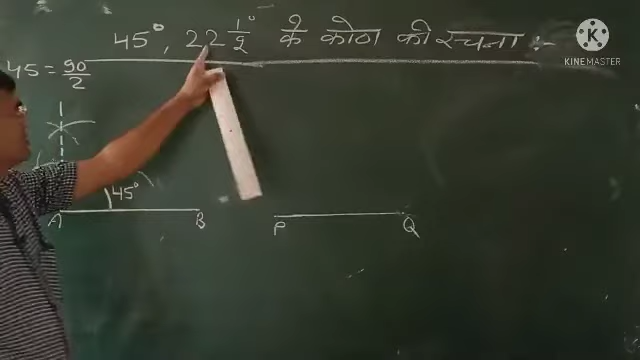 45°, 22 1/2° के कोण की रचना :-
45 = 90/2
45°
A B P Q
K
KINEMASTER